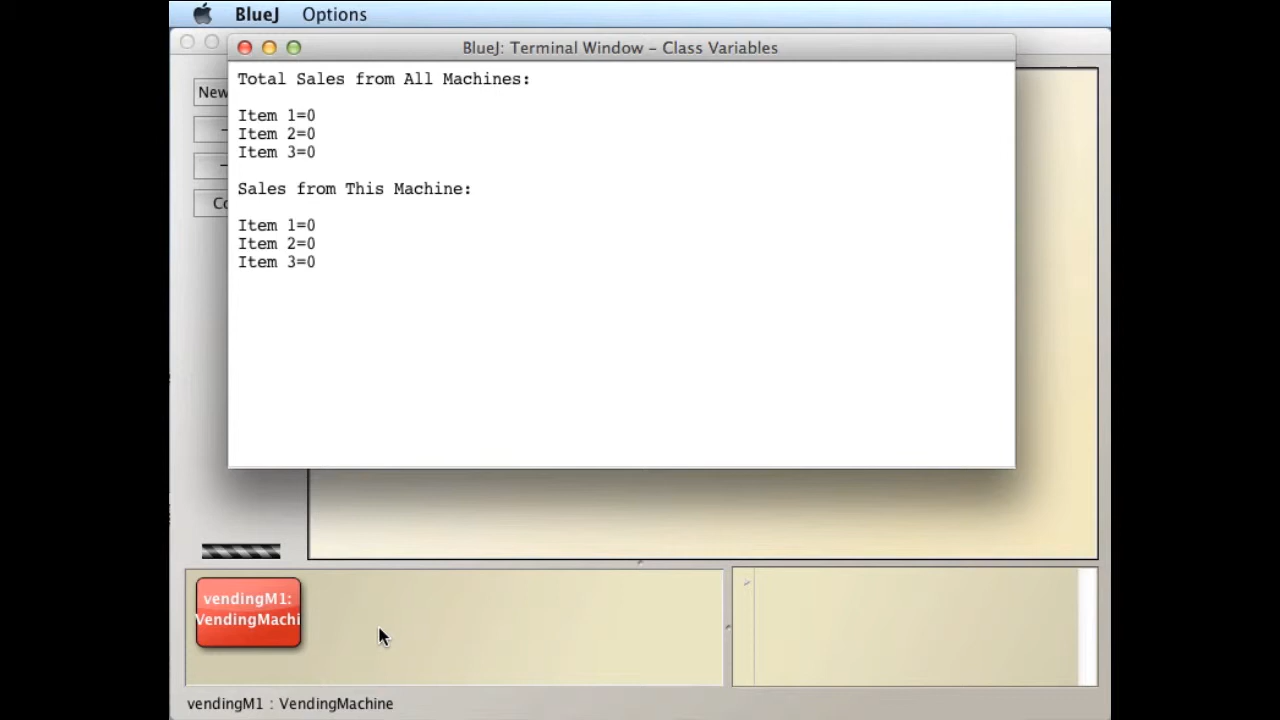 BlueJ Options
BlueJ: Terminal Window – Class Variables
Total Sales from All Machines:
Item 1=0
Item 2=0
Item 3=0
Sales from This Machine:
Item 1=0
Item 2=0
Item 3=0
New
Co
vendingM1:
VendingMachi
vendingM1 : VendingMachine